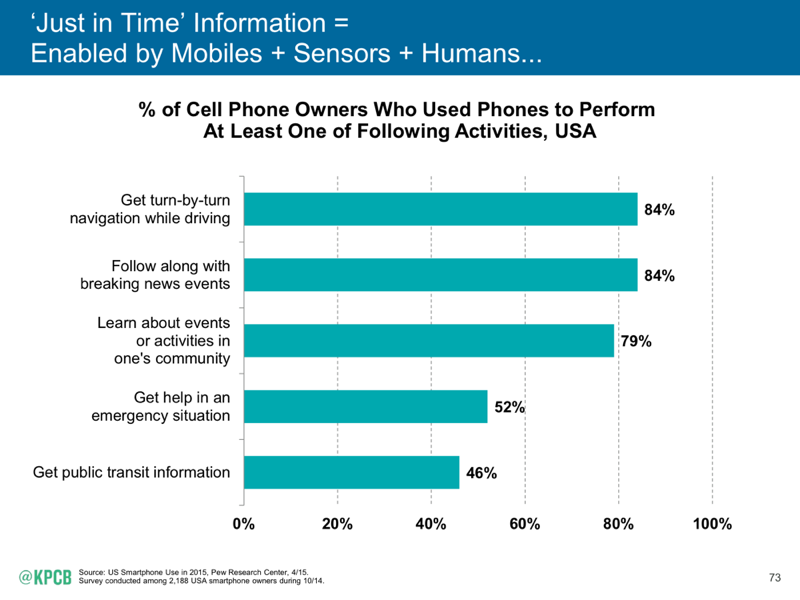 ‘Just in Time’ Information =
Enabled by Mobiles + Sensors + Humans...
% of Cell Phone Owners Who Used Phones to Perform
At Least One of Following Activities, USA
Get turn-by-turn
navigation while driving
84%
Follow along with
breaking news events
84%
Learn about events
or activities in
one's community
79%
Get help in an
emergency situation
52%
Get public transit information
46%
0% 20% 40% 60% 80% 100%
@KPCB
Source: US Smartphone Use in 2015, Pew Research Center, 4/15.
Survey conducted among 2,188 USA smartphone owners during 10/14.
73